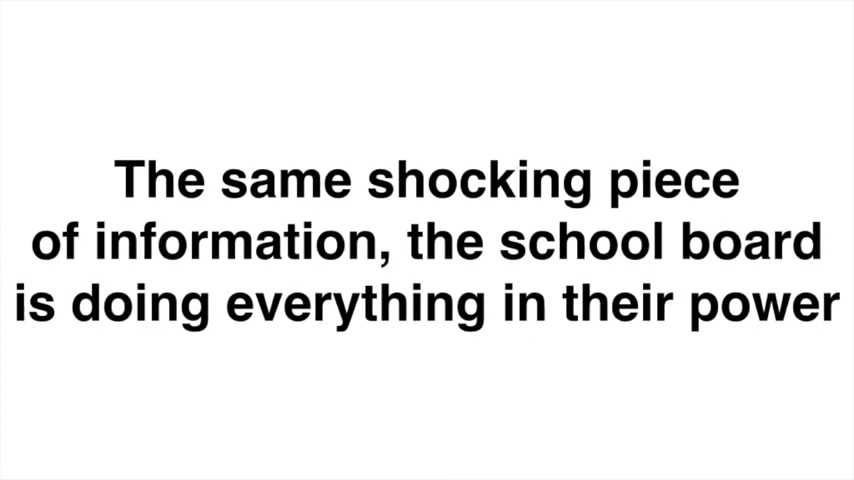 The same shocking piece
of information, the school board
is doing everything in their power